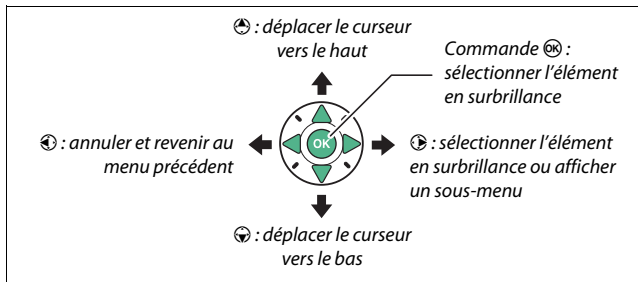 : déplacer le curseur
vers le haut
Commande OK :
sélectionner l’élément
en surbrillance
: annuler et revenir au
menu précédent
OK
: sélectionner l’élément
en surbrillance ou afficher
un sous-menu
: déplacer le curseur
vers le bas